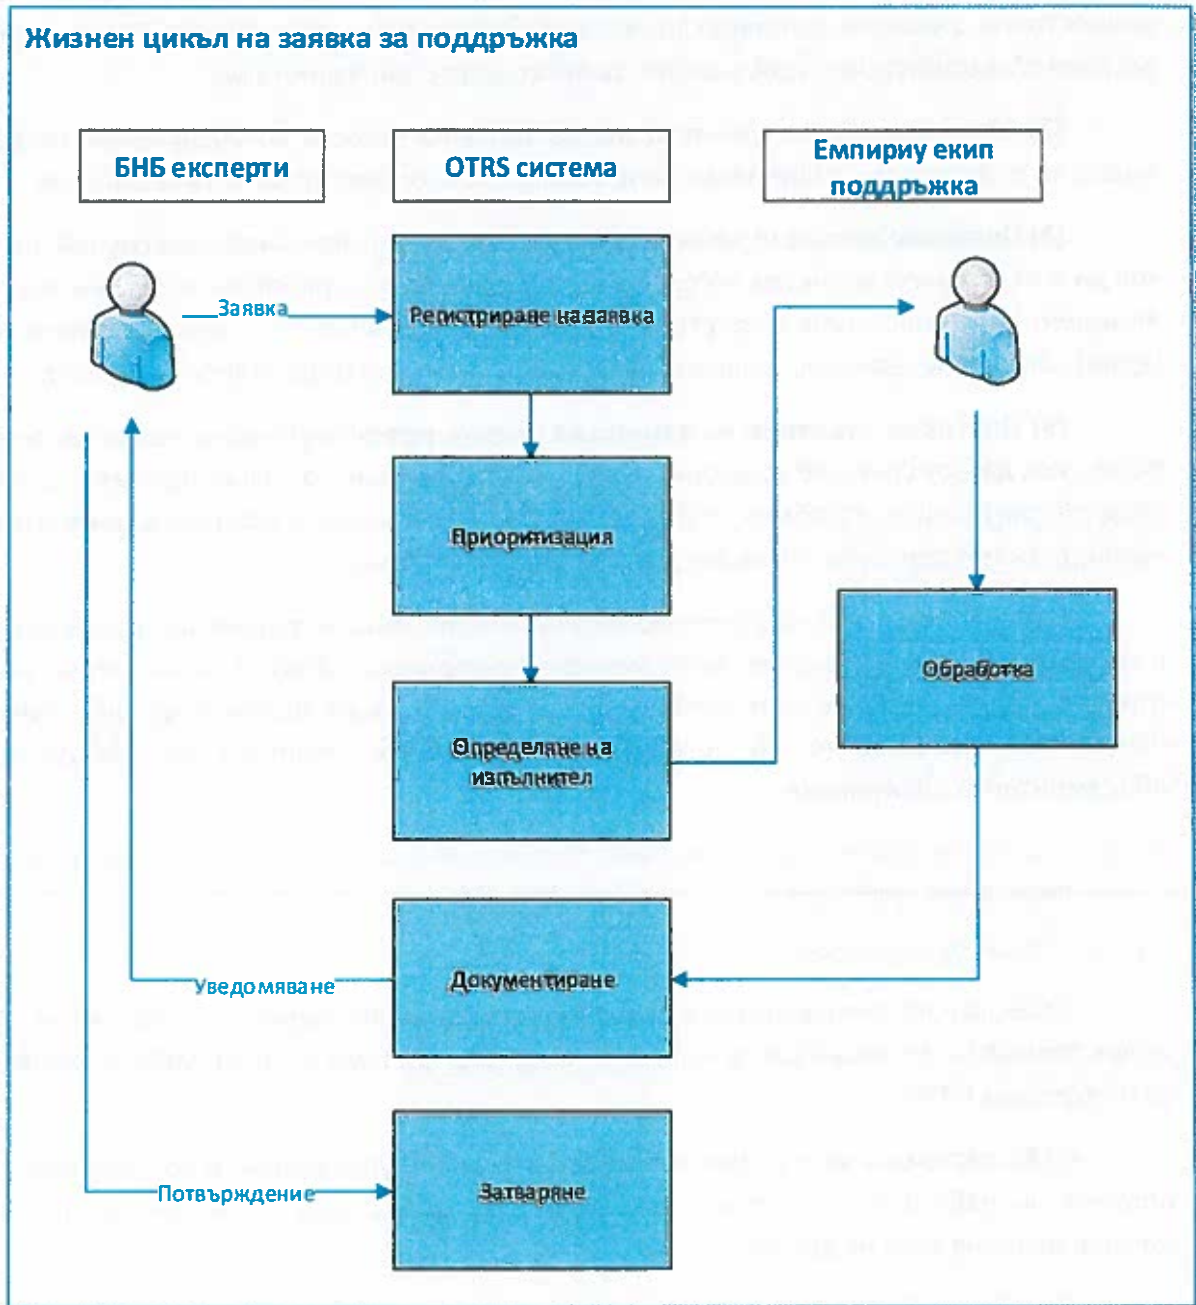 Жизнен цикъл на заявка за поддръжка
БНБ експерти
OTRS система
Емпириу екип
поддръжка
Заявка
Регистриране на заявка
Приоритизация
Обработка
Определяне на
изпълнител
Документиране
Уведомяване
Потвърждение
Затваряне